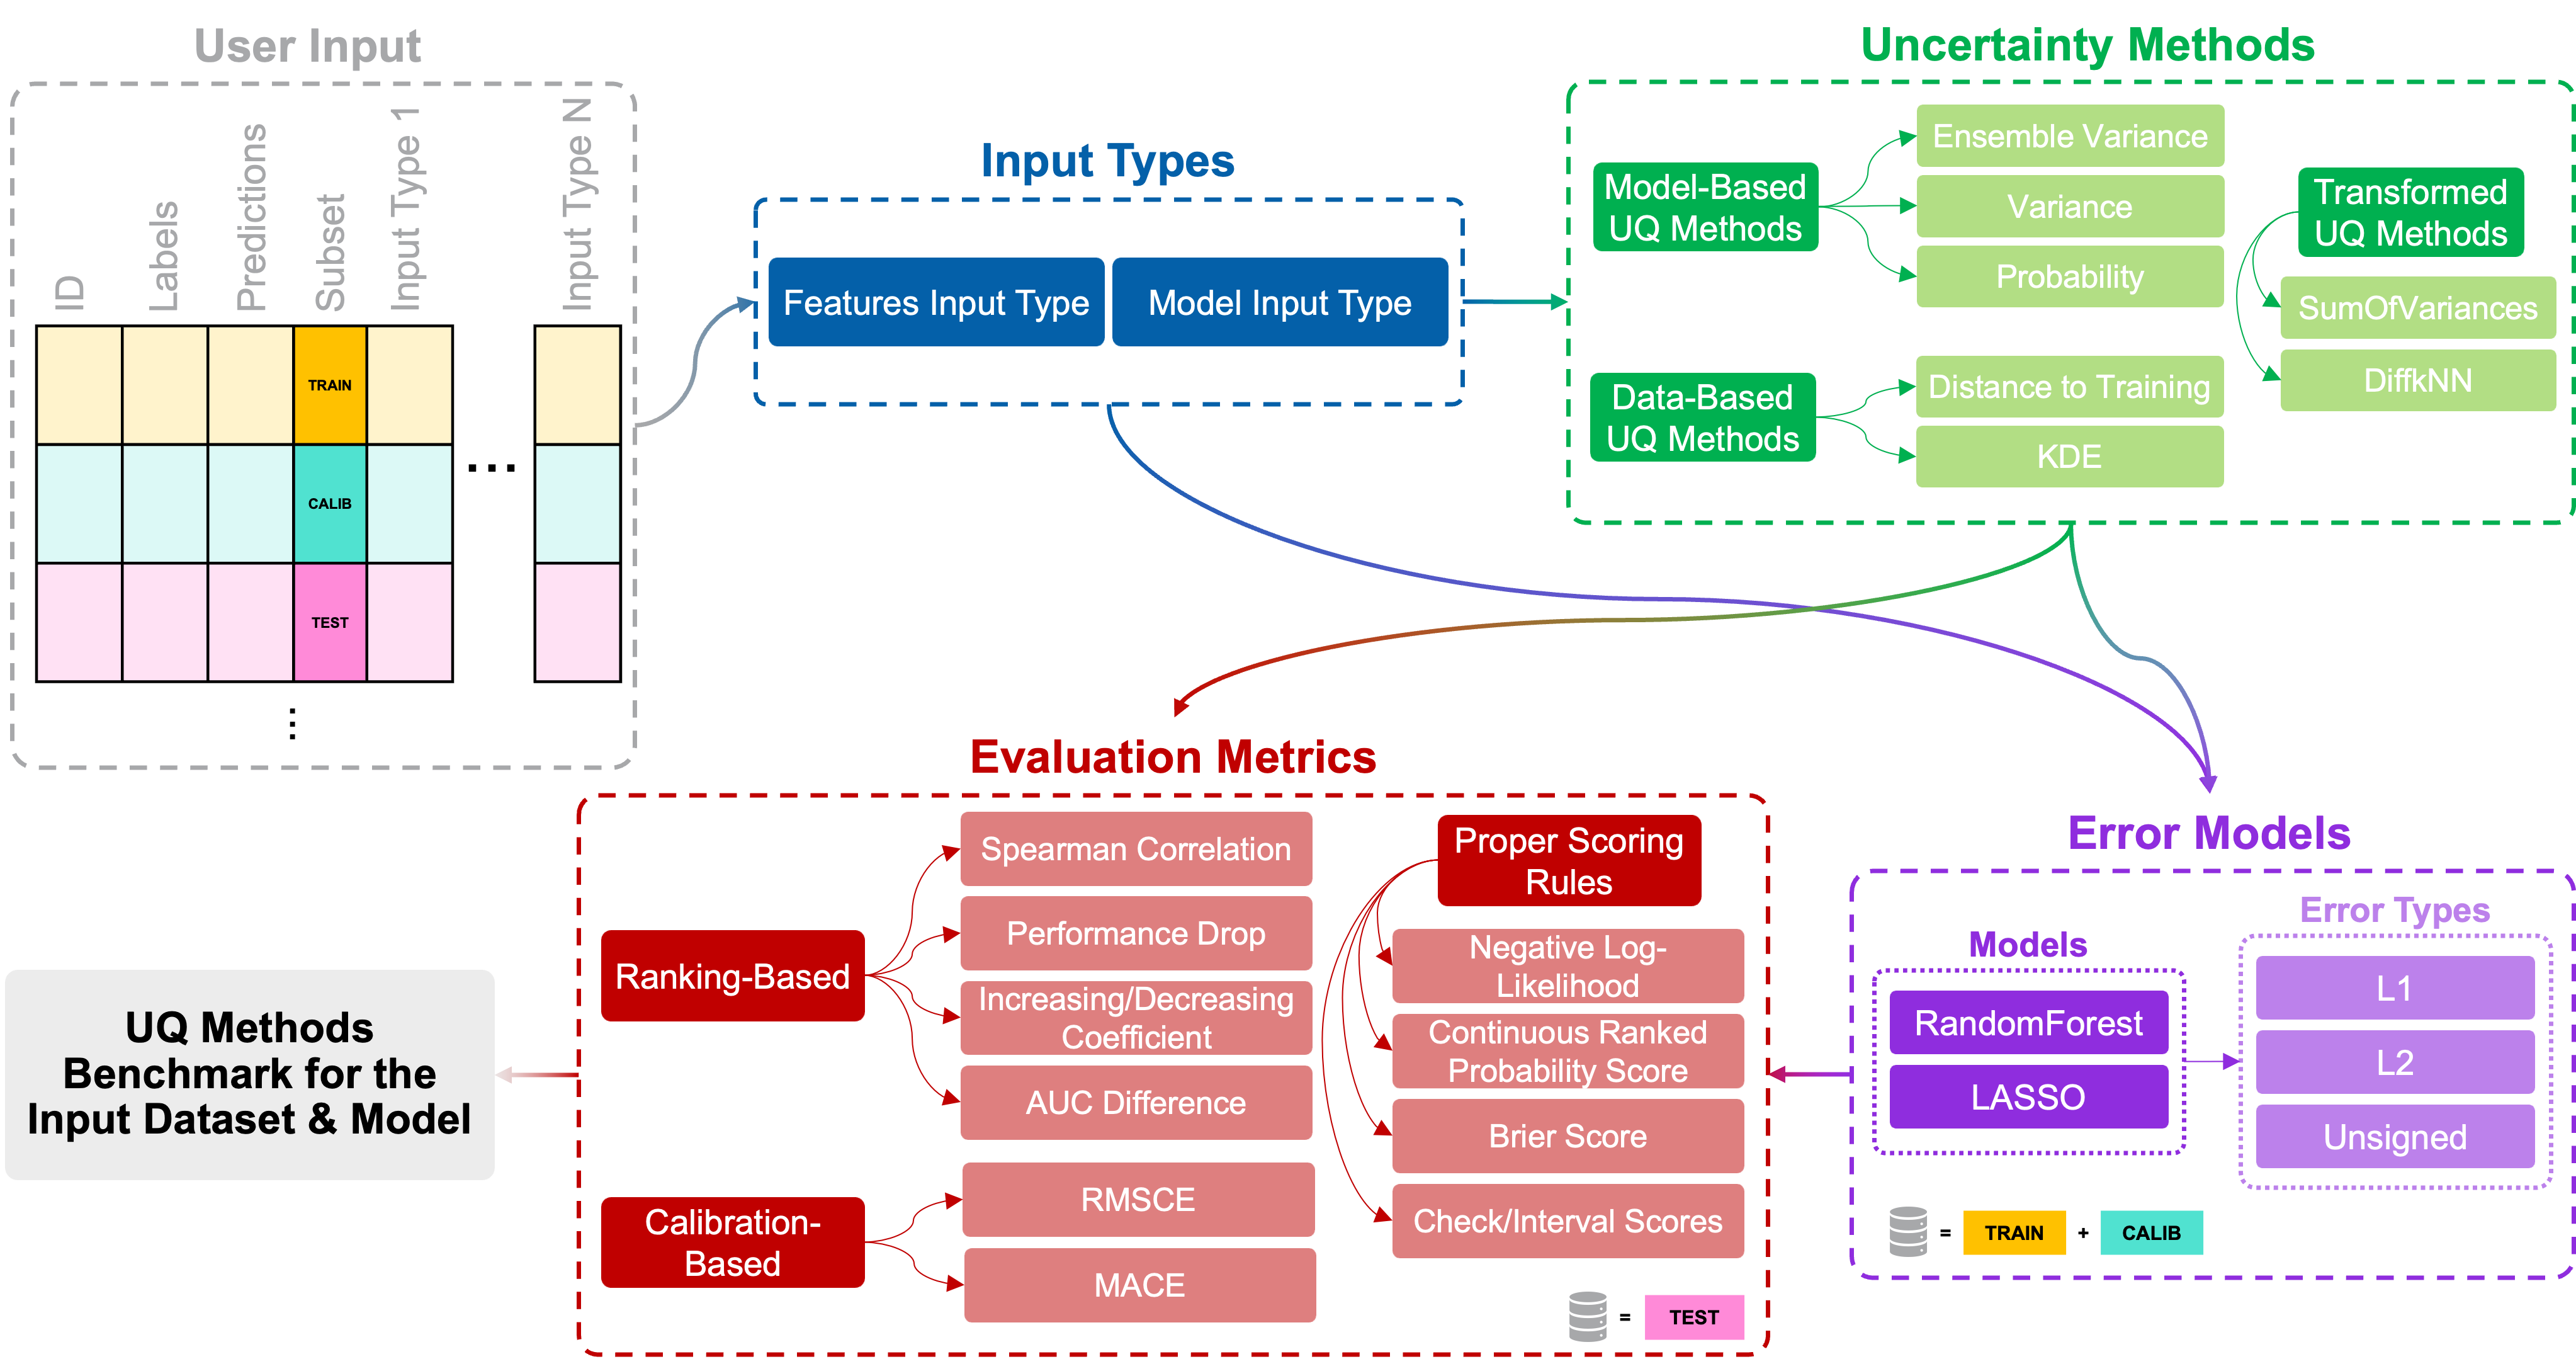 User Input
ID
Labels
Predictions
Subset
Input Type 1
Input Type N
TRAIN
CALIB
TEST
...
Input Types
Features Input Type
Model Input Type
Uncertainty Methods
Model-Based
UQ Methods
Ensemble Variance
Variance
Probability
Data-Based
UQ Methods
Distance to Training
KDE
Transformed
UQ Methods
SumOfVariances
DiffkNN
Evaluation Metrics
Ranking-Based
Spearman Correlation
Performance Drop
Increasing/Decreasing
Coefficient
AUC Difference
Calibration-
Based
RMSCE
MACE
Proper Scoring
Rules
Negative Log-
Likelihood
Continuous Ranked
Probability Score
Brier Score
Check/Interval Scores
= TEST
Error Models
Models
RandomForest
LASSO
Error Types
L1
L2
Unsigned
= TRAIN + CALIB
UQ Methods
Benchmark for the
Input Dataset & Model